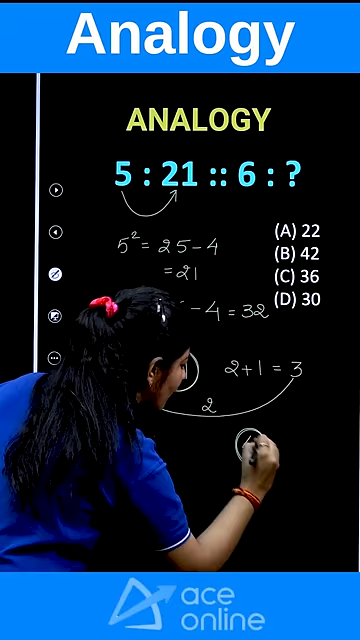 Analogy
ANALOGY
5 : 21 :: 6 : ?
(A) 22
(B) 42
(C) 36
(D) 30
5² = 25 - 4
= 21
- 4 = 32
2 + 1 = 3
2
ace
online